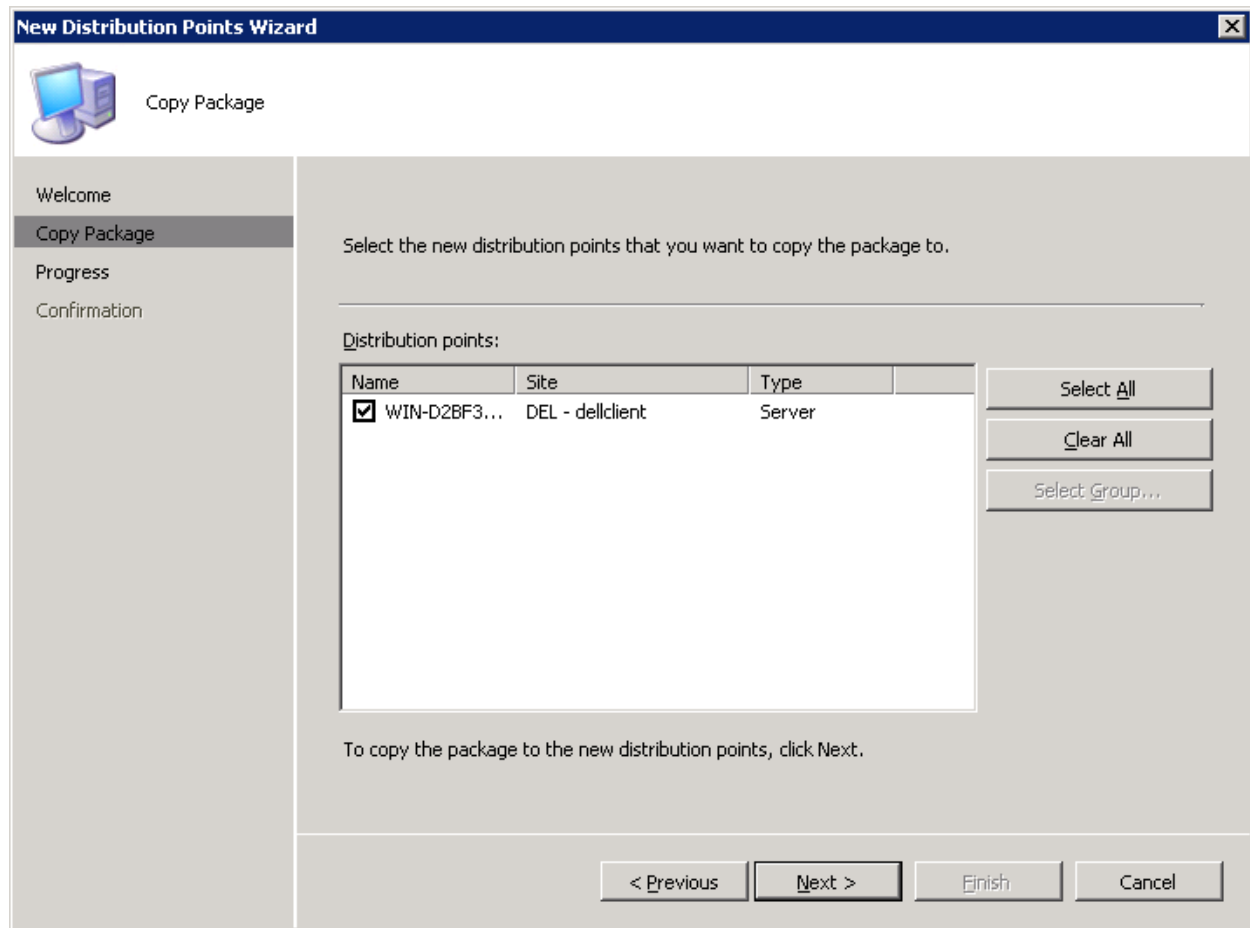 New Distribution Points Wizard
Copy Package
Welcome
Copy Package
Progress
Confirmation
Select the new distribution points that you want to copy the package to.
Distribution points:
Name Site Type
WIN-D2BF3... DEL - dellclient Server
Select All
Clear All
Select Group...
To copy the package to the new distribution points, click Next.
< Previous Next > Finish Cancel